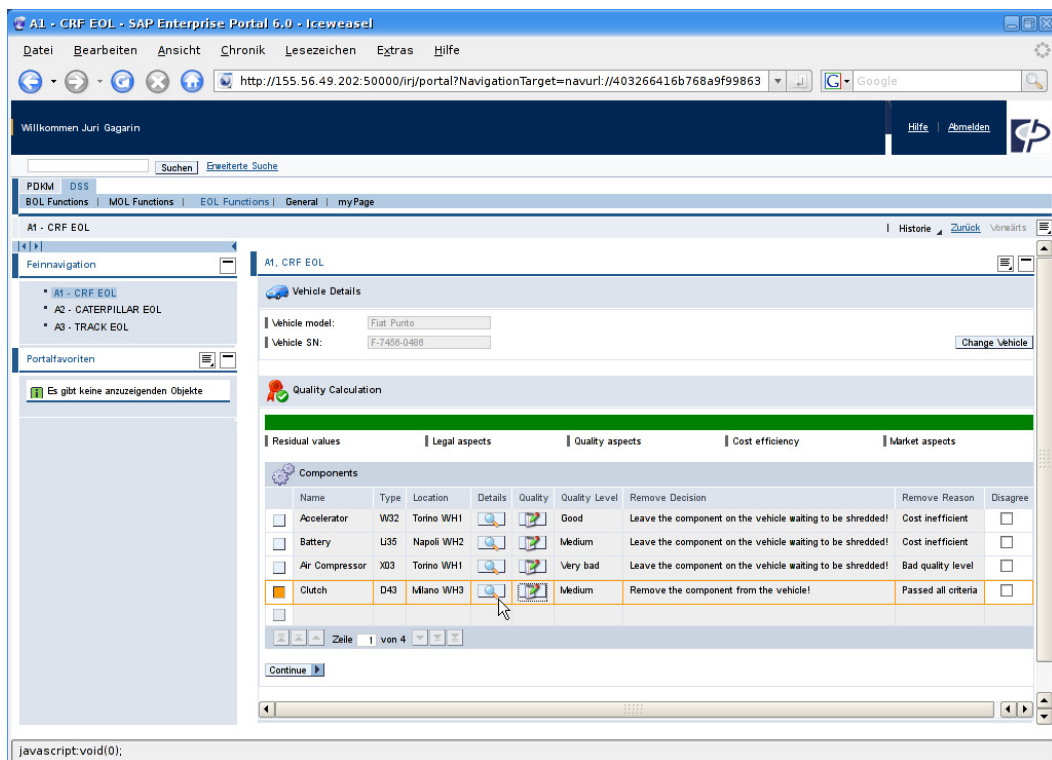 A1 - CRF EOL - SAP Enterprise Portal 6.0 - Iceweasel
Datei Bearbeiten Ansicht Chronik Lesezeichen Extras Hilfe
http://155.56.49.202:50000/irj/portal?NavigationTarget=navurl://403266416b768a9f99863 G Google
Willkommen Juri Gagarin Hilfe | Abmelden
Suchen Erweiterte Suche
PDKM DSS
BOL Functions | MOL Functions | EOL Functions | General | myPage
A1 - CRF EOL | Historie Zurück Vorwärts
Feinnavigation
A1 - CRF EOL
A2 - CATERPILLAR EOL
A3 - TRACK EOL
Portalfavoriten
Es gibt keine anzuzeigenden Objekte
A1, CRF EOL
Vehicle Details
Vehicle model: Fiat Punto
Vehicle SN: F-7466-0486 Change Vehicle
Quality Calculation
Residual values Legal aspects Quality aspects Cost efficiency Market aspects
Components
Name Type Location Details Quality Quality Level Remove Decision Remove Reason Disagree
Accelerator W32 Torino WH1 Good Leave the component on the vehicle waiting to be shredded! Cost inefficient
Battery Li35 Napoli WH2 Medium Leave the component on the vehicle waiting to be shredded! Cost inefficient
Air Compressor X03 Torino WH1 Very bad Leave the component on the vehicle waiting to be shredded! Bad quality level
Clutch D43 Milano WH3 Medium Remove the component from the vehicle! Passed all criteria
Zeile 1 von 4
Continue
javascript:void(0);